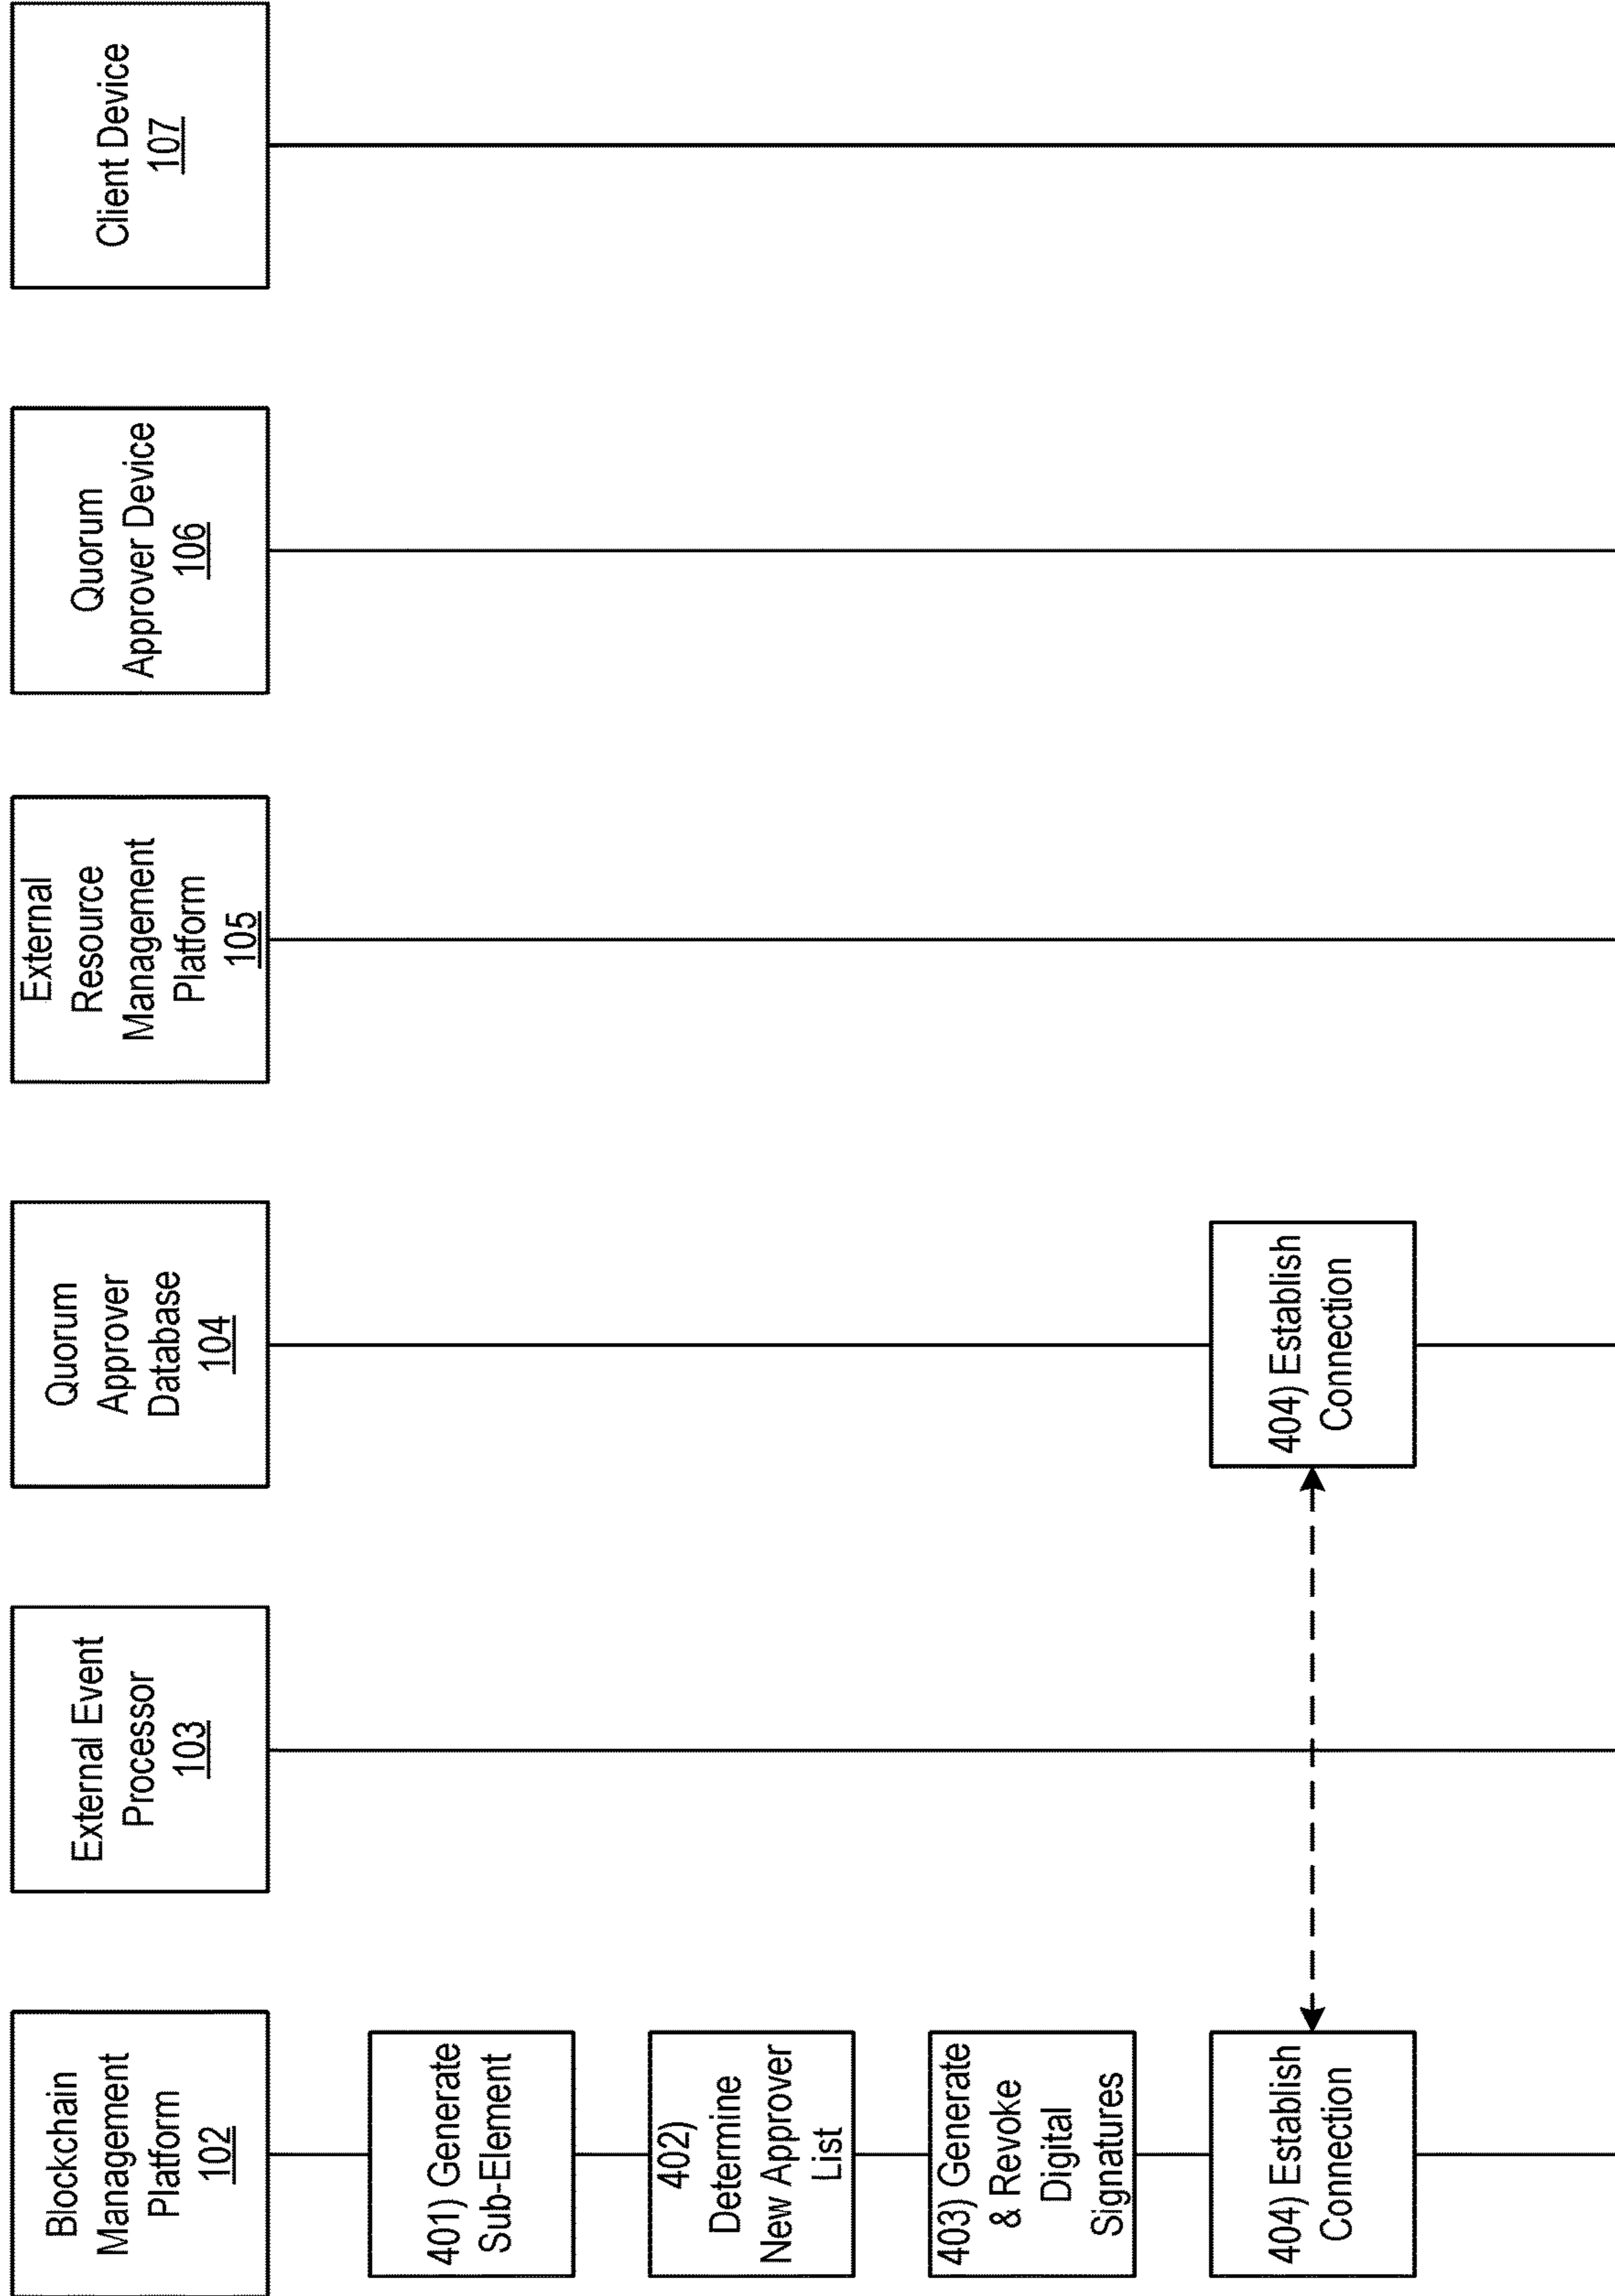 Blockchain
Management
Platform
102
External Event
Processor
103
Quorum
Approver
Database
104
External
Resource
Management
Platform
105
Quorum
Approver Device
106
Client Device
107
401) Generate
Sub-Element
402)
Determine
New Approver
List
403) Generate
& Revoke
Digital
Signatures
404) Establish
Connection
404) Establish
Connection